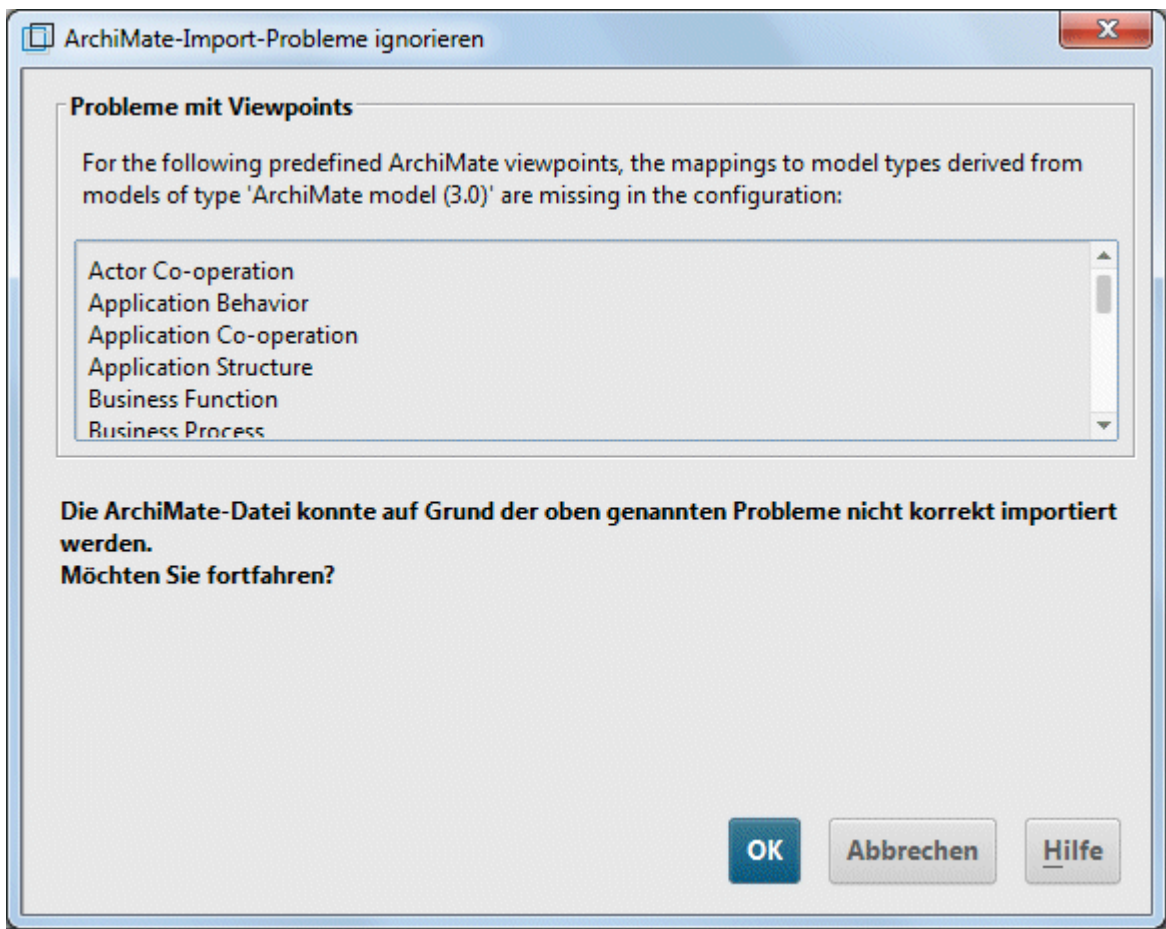 ArchiMate-Import-Probleme ignorieren
Probleme mit Viewpoints
For the following predefined ArchiMate viewpoints, the mappings to model types derived from
models of type 'ArchiMate model (3.0)' are missing in the configuration:
Actor Co-operation
Application Behavior
Application Co-operation
Application Structure
Business Function
Business Process
Die ArchiMate-Datei konnte auf Grund der oben genannten Probleme nicht korrekt importiert
werden.
Möchten Sie fortfahren?
OK
Abbrechen
Hilfe